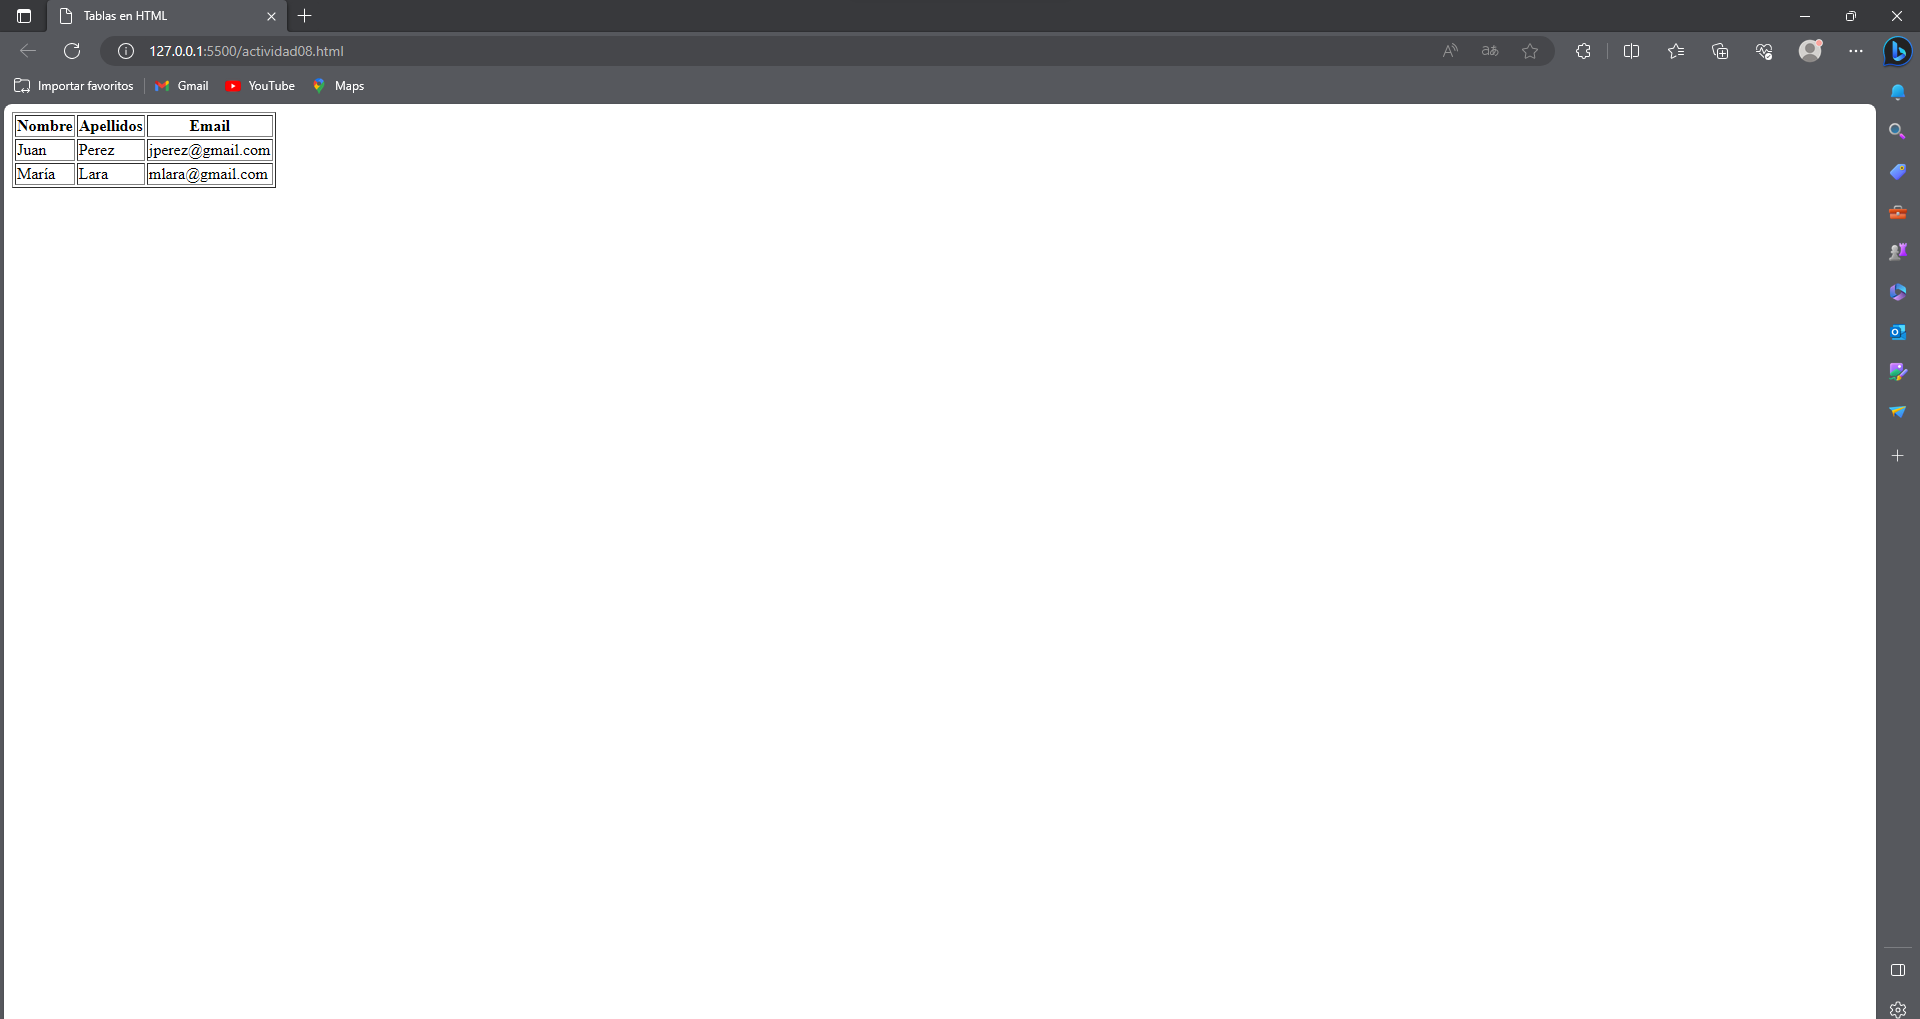 Tablas en HTML
127.0.0.1:5500/actividad08.html
Importar favoritos Gmail YouTube Maps
Nombre Apellidos Email
Juan Perez jperez@gmail.com
María Lara mlara@gmail.com